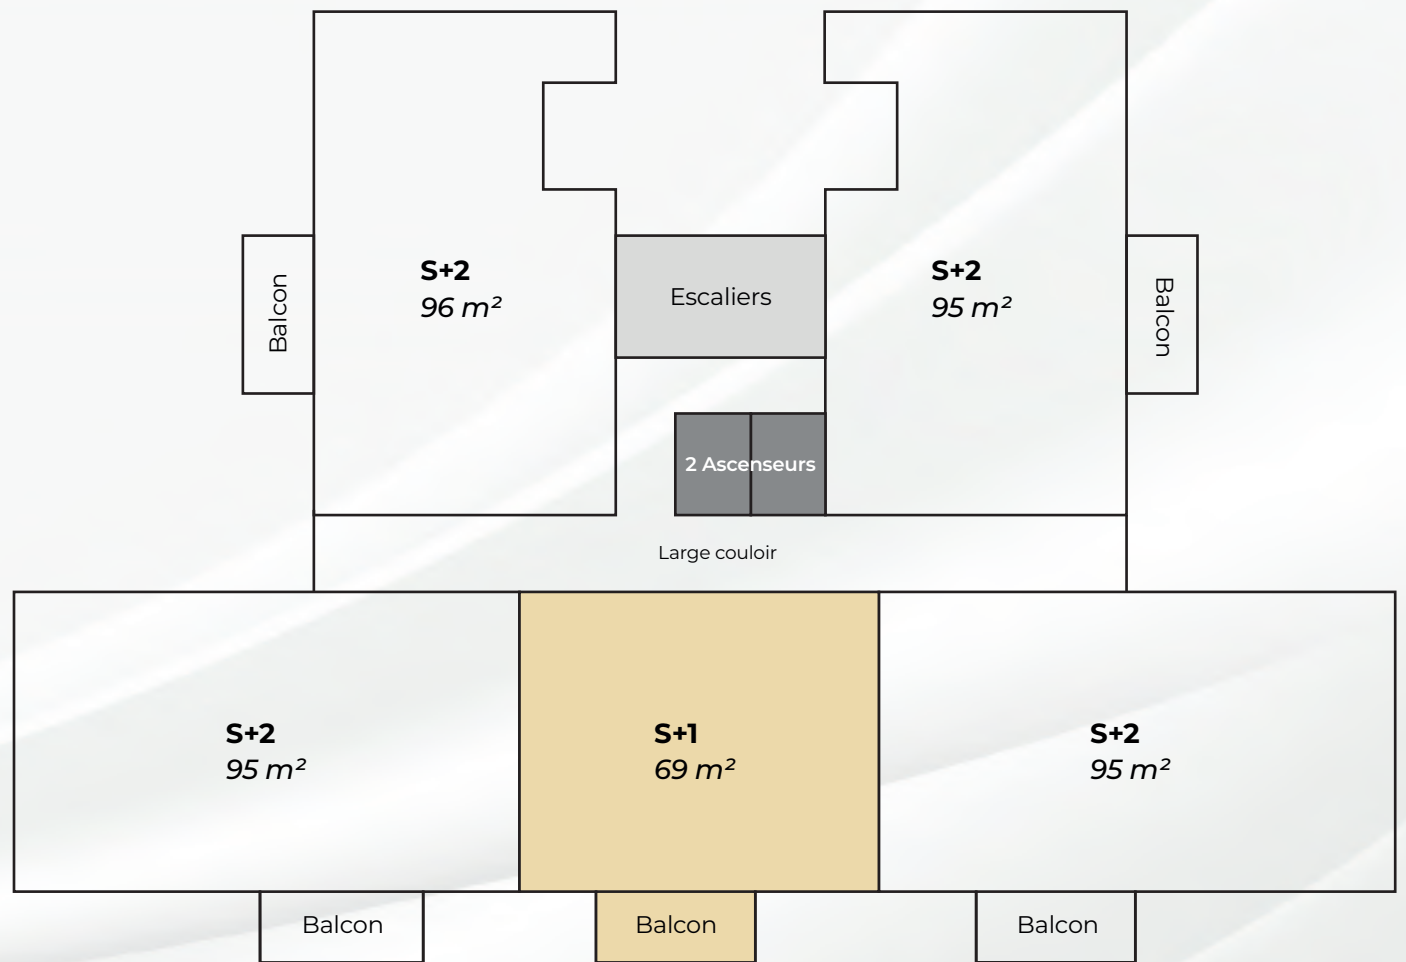 S+2
96 m²
Escaliers
S+2
95 m²
Balcon
Balcon
2 Ascenseurs
Large couloir
S+2
95 m²
S+1
69 m²
S+2
95 m²
Balcon
Balcon
Balcon